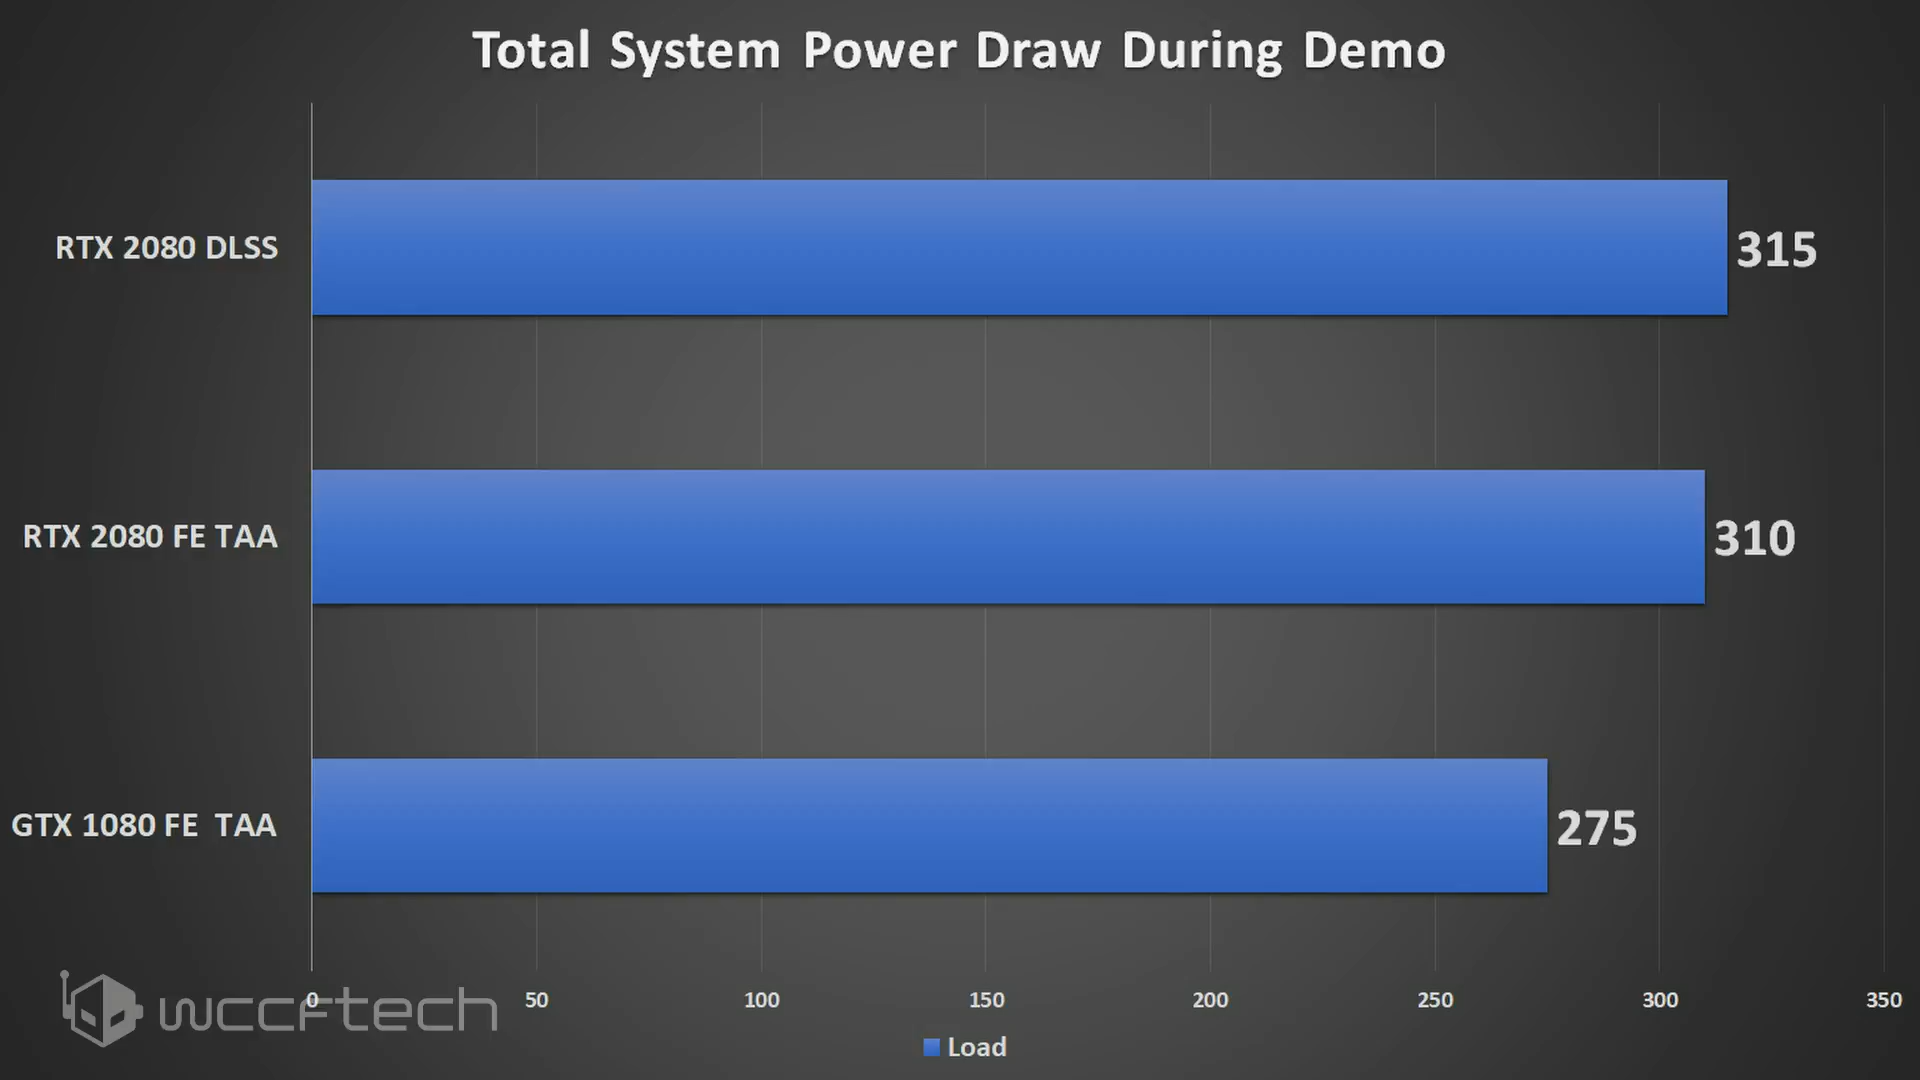 Total System Power Draw During Demo
RTX 2080 DLSS
315
RTX 2080 FE TAA
310
GTX 1080 FE TAA
275
0 50 100 150 200 250 300 350
Load
wccftech